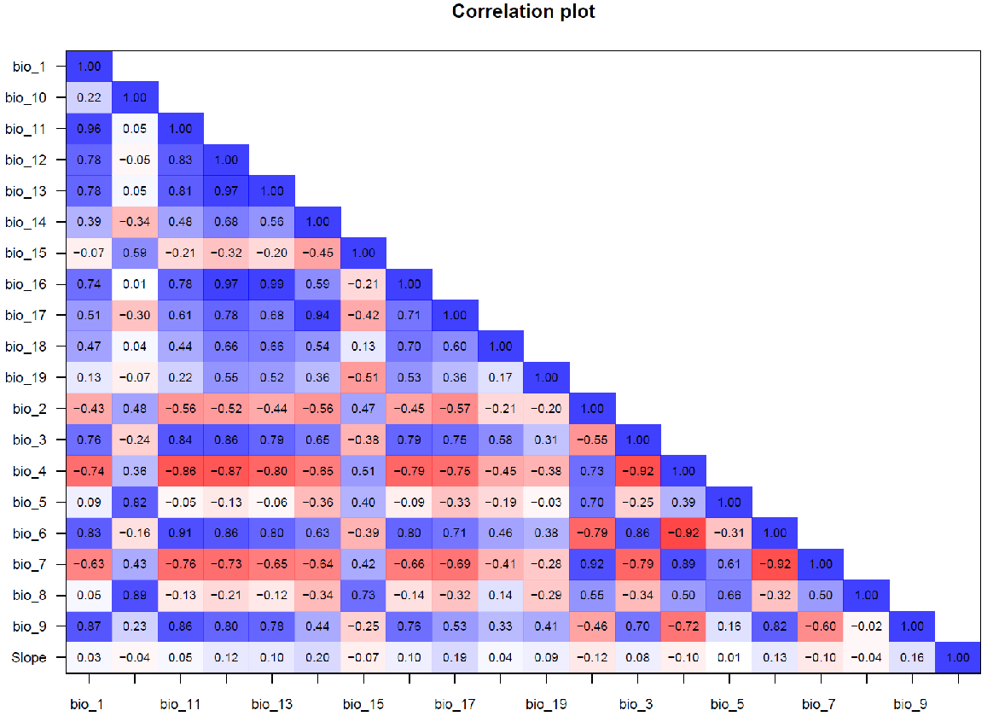 Correlation plot
bio_1 1.00
bio_10 0.22 1.00
bio_11 0.96 0.05 1.00
bio_12 0.78 −0.05 0.83 1.00
bio_13 0.78 0.05 0.81 0.97 1.00
bio_14 0.39 −0.34 0.48 0.68 0.56 1.00
bio_15 −0.07 0.59 −0.21 −0.32 −0.20 −0.45 1.00
bio_16 0.74 0.01 0.78 0.97 0.99 0.59 −0.21 1.00
bio_17 0.51 −0.30 0.61 0.78 0.68 0.94 −0.42 0.71 1.00
bio_18 0.47 0.04 0.44 0.66 0.66 0.54 0.13 0.70 0.60 1.00
bio_19 0.13 −0.07 0.22 0.55 0.52 0.36 −0.51 0.53 0.36 0.17 1.00
bio_2 −0.43 0.48 −0.56 −0.52 −0.44 −0.56 0.47 −0.45 −0.57 −0.21 −0.20 1.00
bio_3 0.76 −0.24 0.84 0.86 0.79 0.65 −0.38 0.79 0.75 0.58 0.31 −0.55 1.00
bio_4 −0.74 0.36 −0.86 −0.87 −0.80 −0.65 0.51 −0.79 −0.75 −0.45 −0.38 0.73 −0.92 1.00
bio_5 0.09 0.82 −0.05 −0.13 −0.06 −0.36 0.40 −0.09 −0.33 −0.19 −0.03 0.70 −0.25 0.39 1.00
bio_6 0.83 −0.16 0.91 0.86 0.80 0.63 −0.39 0.80 0.71 0.46 0.38 −0.79 0.86 −0.92 −0.31 1.00
bio_7 −0.63 0.43 −0.76 −0.73 −0.65 −0.64 0.42 −0.66 −0.69 −0.41 −0.28 0.92 −0.79 0.89 0.61 −0.92 1.00
bio_8 0.05 0.89 −0.13 −0.21 −0.12 −0.34 0.73 −0.14 −0.32 0.14 −0.29 0.55 −0.34 0.50 0.66 −0.32 0.50 1.00
bio_9 0.87 0.23 0.86 0.80 0.78 0.44 −0.25 0.76 0.53 0.33 0.41 −0.46 0.70 −0.72 0.16 0.82 −0.60 −0.02 1.00
Slope 0.03 −0.04 0.05 0.12 0.10 0.20 −0.07 0.10 0.19 0.04 0.09 −0.12 0.08 −0.10 0.01 0.13 −0.10 −0.04 0.16 1.00
bio_1 bio_11 bio_13 bio_15 bio_17 bio_19 bio_3 bio_5 bio_7 bio_9